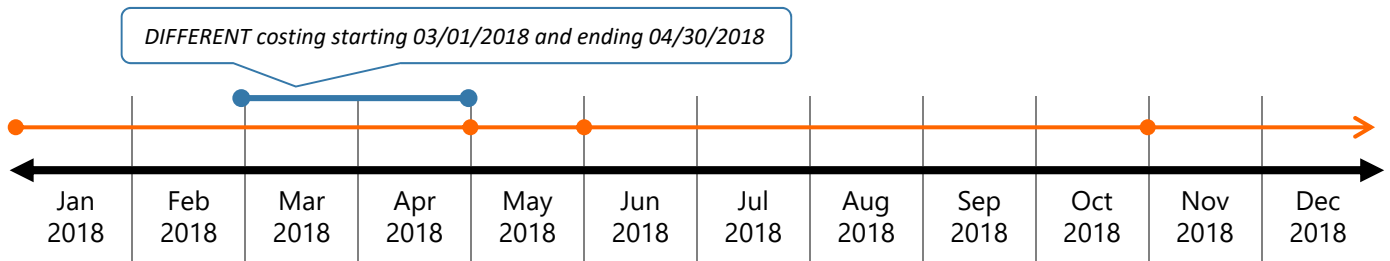 DIFFERENT costing starting 03/01/2018 and ending 04/30/2018
Jan Feb Mar Apr May Jun Jul Aug Sep Oct Nov Dec
2018 2018 2018 2018 2018 2018 2018 2018 2018 2018 2018 2018